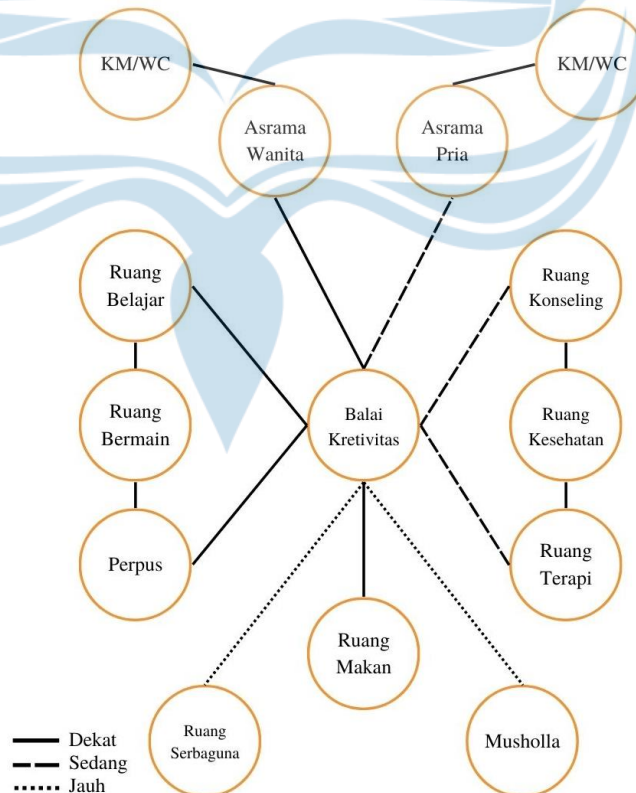 KM/WC
KM/WC
Asrama
Wanita
Asrama
Pria
Ruang
Belajar
Ruang
Konseling
Ruang
Bermain
Balai
Kretivitas
Ruang
Kesehatan
Perpus
Ruang
Terapi
Ruang
Makan
Ruang
Serbaguna
Musholla
Dekat
Sedang
Jauh